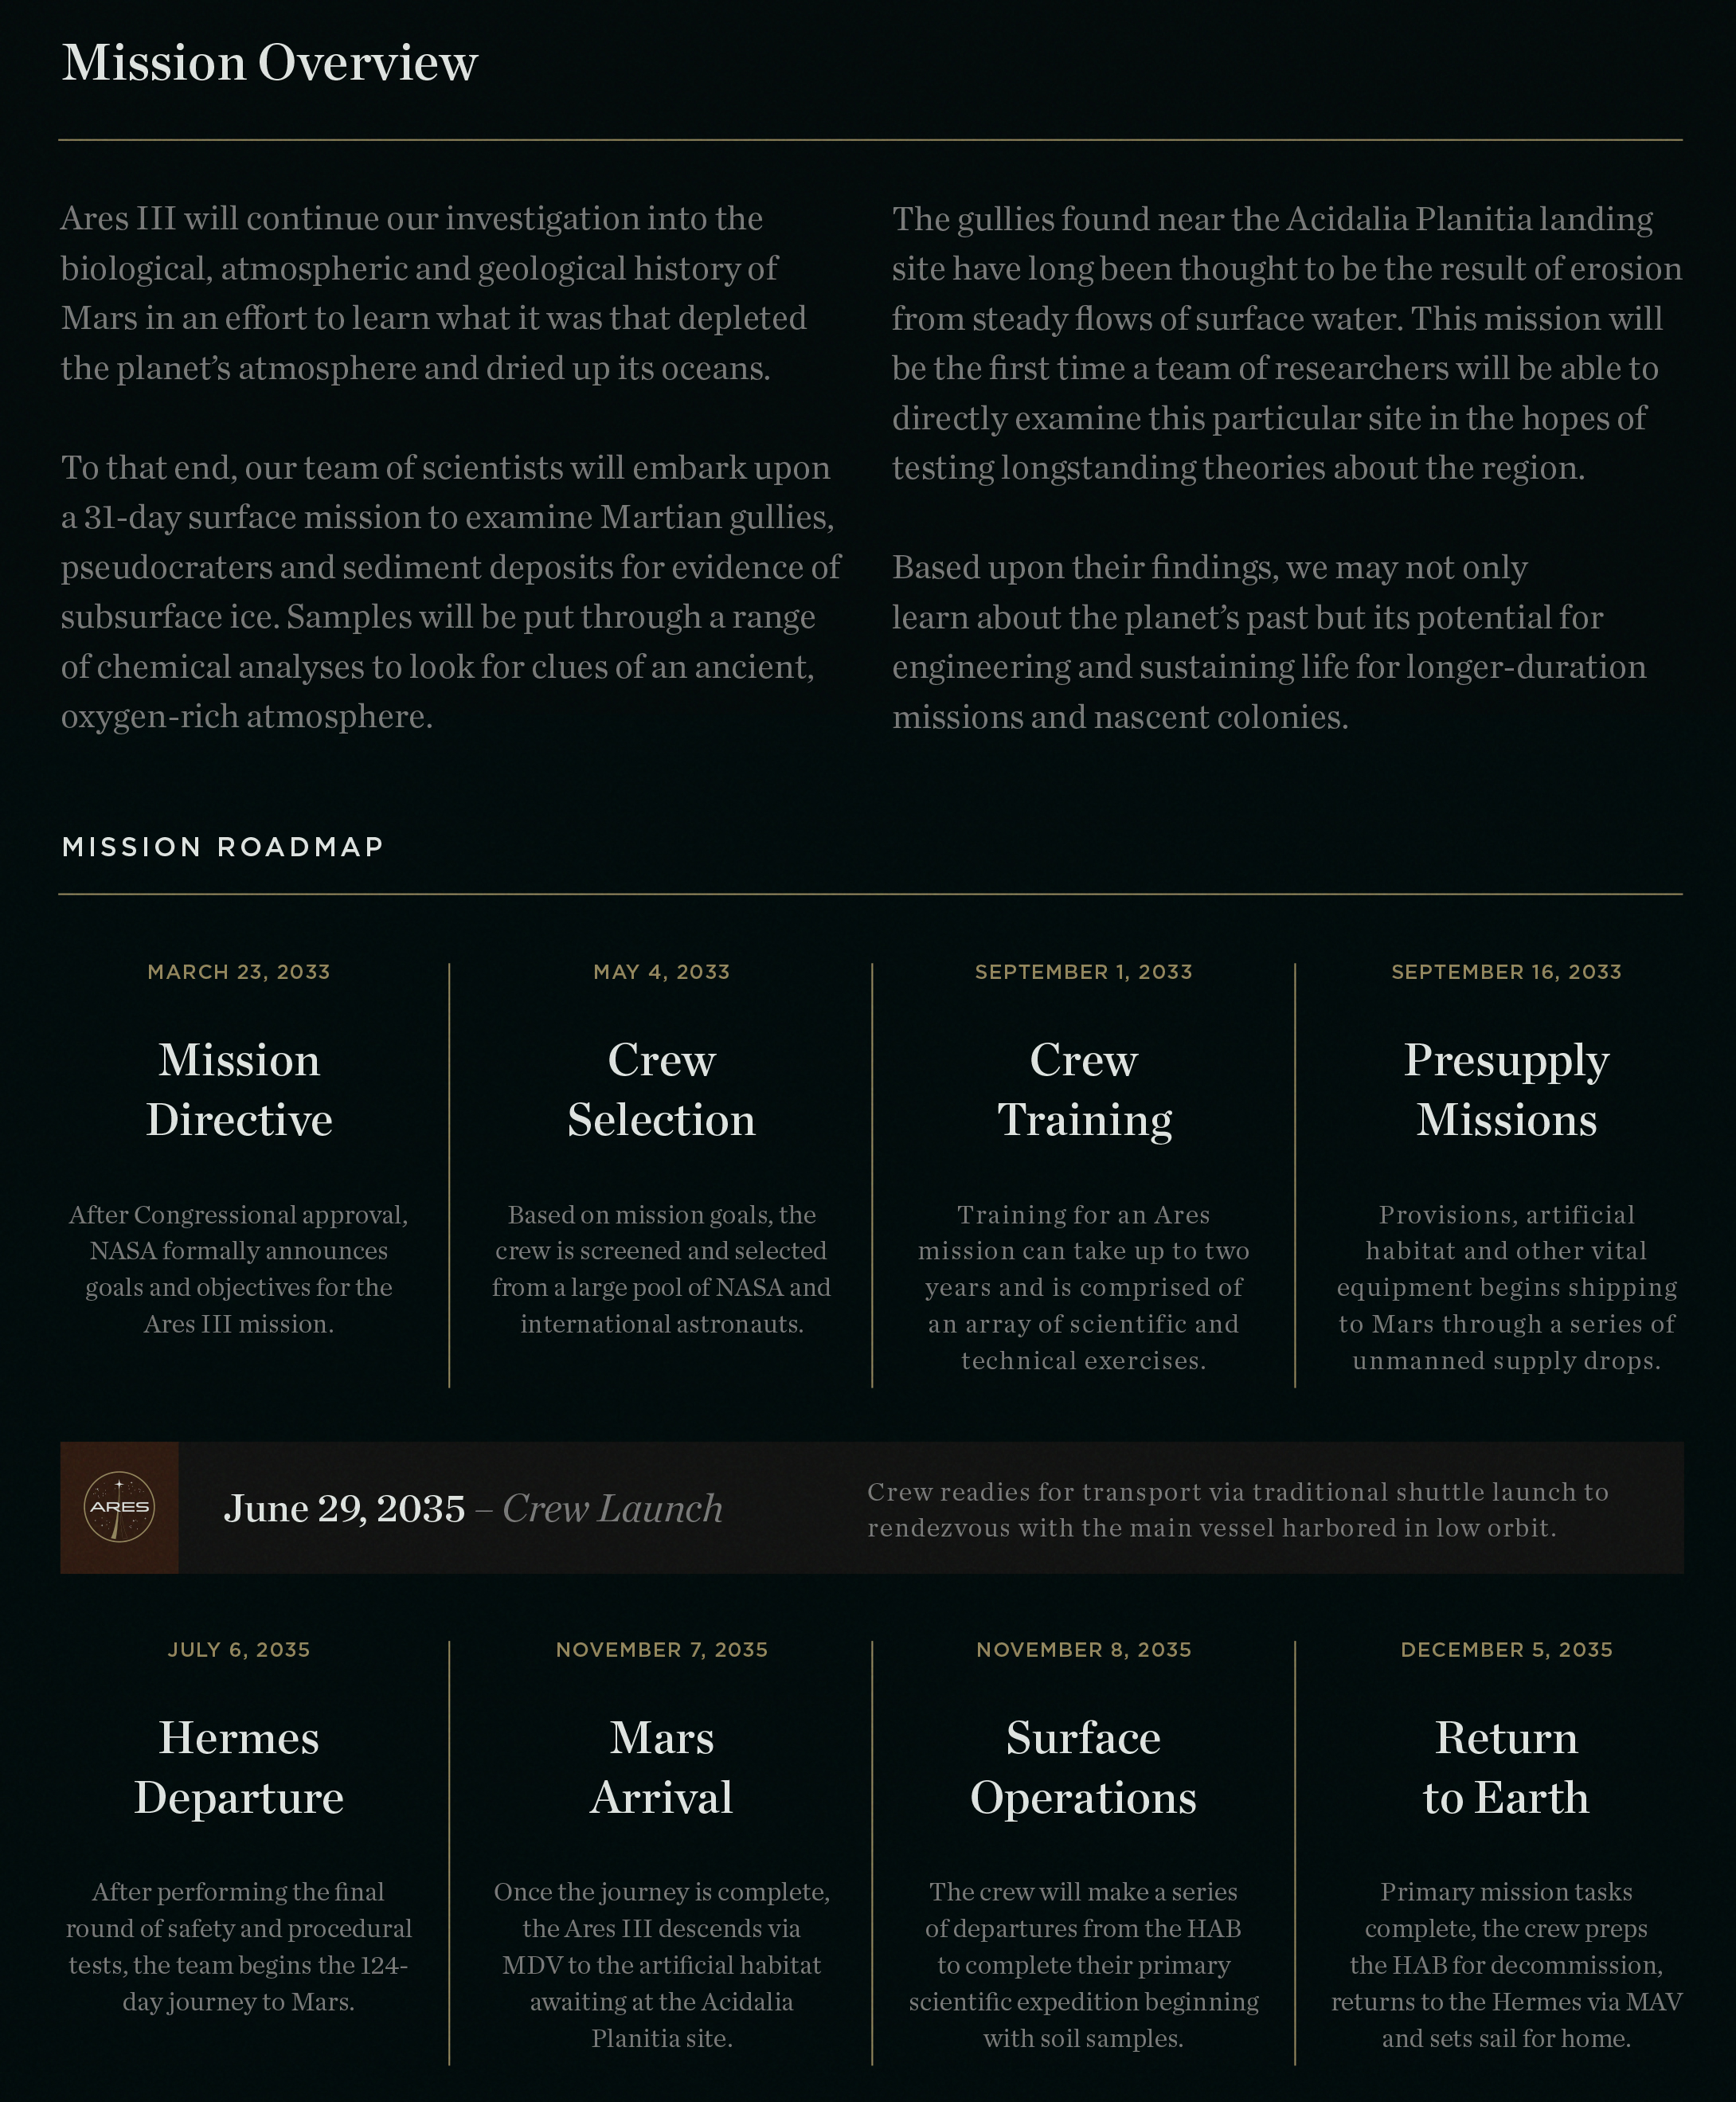 Mission Overview
Ares III will continue our investigation into the
biological, atmospheric and geological history of
Mars in an effort to learn what it was that depleted
the planet’s atmosphere and dried up its oceans.
To that end, our team of scientists will embark upon
a 31-day surface mission to examine Martian gullies,
pseudocraters and sediment deposits for evidence of
subsurface ice. Samples will be put through a range
of chemical analyses to look for clues of an ancient,
oxygen-rich atmosphere.
The gullies found near the Acidalia Planitia landing
site have long been thought to be the result of erosion
from steady flows of surface water. This mission will
be the first time a team of researchers will be able to
directly examine this particular site in the hopes of
testing longstanding theories about the region.
Based upon their findings, we may not only
learn about the planet’s past but its potential for
engineering and sustaining life for longer-duration
missions and nascent colonies.
MISSION ROADMAP
MARCH 23, 2033
Mission
Directive
After Congressional approval,
NASA formally announces
goals and objectives for the
Ares III mission.
MAY 4, 2033
Crew
Selection
Based on mission goals, the
crew is screened and selected
from a large pool of NASA and
international astronauts.
SEPTEMBER 1, 2033
Crew
Training
Training for an Ares
mission can take up to two
years and is comprised of
an array of scientific and
technical exercises.
SEPTEMBER 16, 2033
Presupply
Missions
Provisions, artificial
habitat and other vital
equipment begins shipping
to Mars through a series of
unmanned supply drops.
ARES
June 29, 2035 – Crew Launch
Crew readies for transport via traditional shuttle launch to
rendezvous with the main vessel harbored in low orbit.
JULY 6, 2035
Hermes
Departure
After performing the final
round of safety and procedural
tests, the team begins the 124-
day journey to Mars.
NOVEMBER 7, 2035
Mars
Arrival
Once the journey is complete,
the Ares III descends via
MDV to the artificial habitat
awaiting at the Acidalia
Planitia site.
NOVEMBER 8, 2035
Surface
Operations
The crew will make a series
of departures from the HAB
to complete their primary
scientific expedition beginning
with soil samples.
DECEMBER 5, 2035
Return
to Earth
Primary mission tasks
complete, the crew preps
the HAB for decommission,
returns to the Hermes via MAV
and sets sail for home.